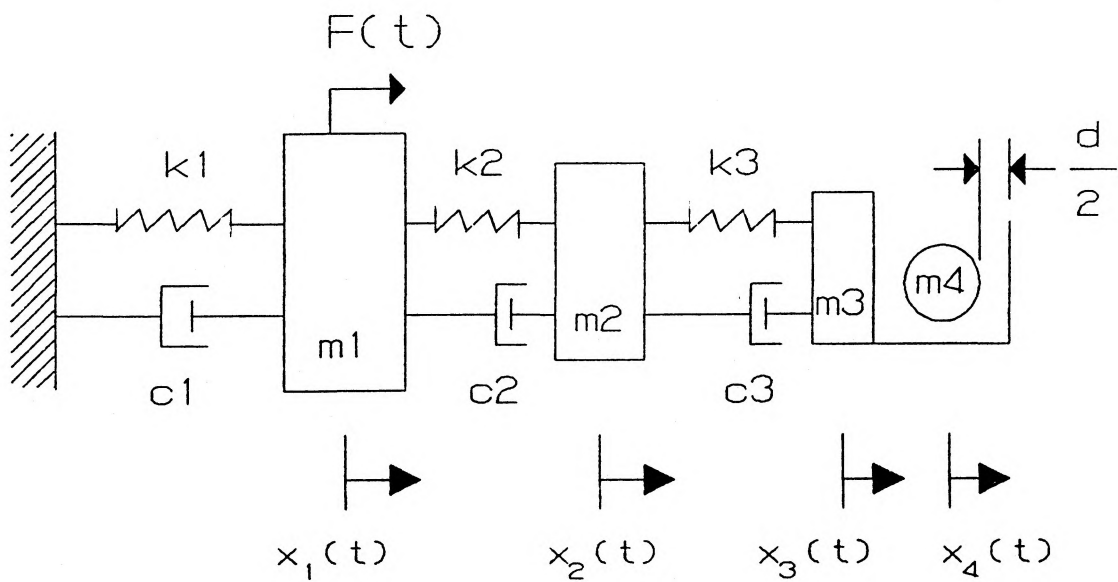 F(t)
k1 k2 k3 d
2
m1 m2 m3 m4
c1 c2 c3
x₁(t) x₂(t) x₃(t) x₄(t)